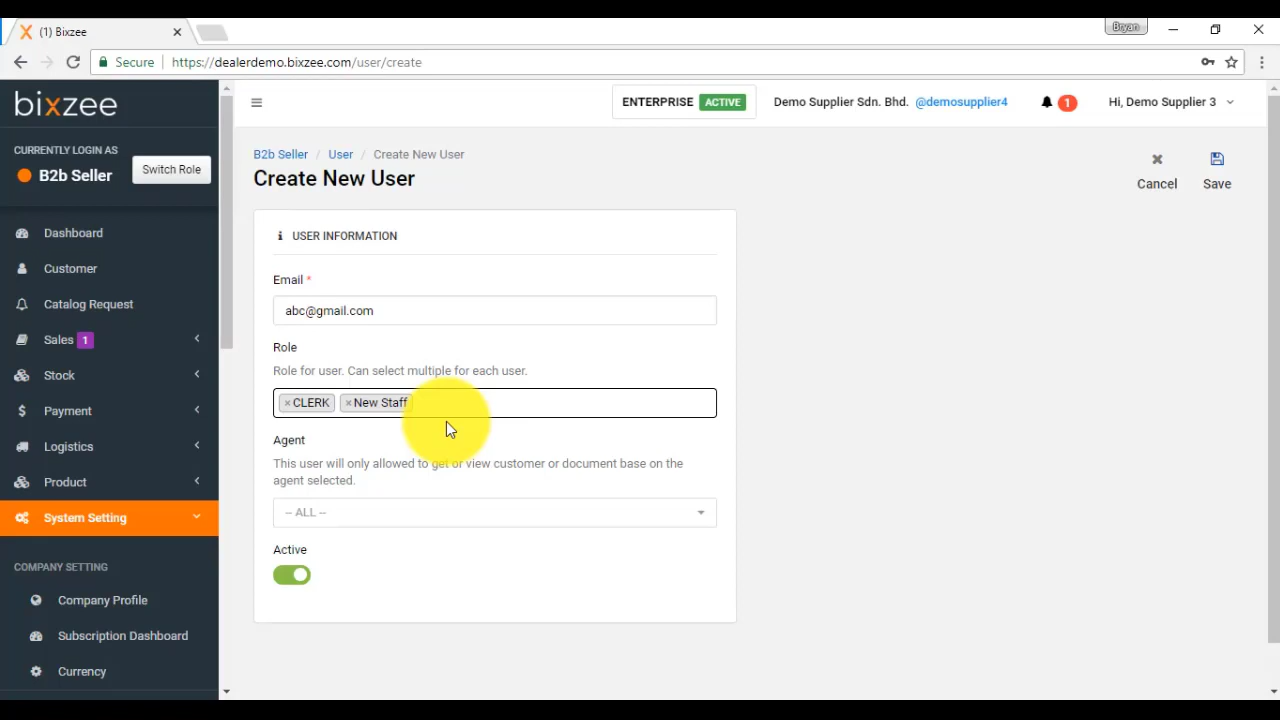 Bryan
(1) Bixzee
Secure https://dealerdemo.bixzee.com/user/create
bixzee
ENTERPRISE ACTIVE Demo Supplier Sdn. Bhd. @demosupplier4 1 Hi, Demo Supplier 3
CURRENTLY LOGIN AS
B2b Seller
Switch Role
Dashboard
Customer
Catalog Request
Sales 1
Stock
Payment
Logistics
Product
System Setting
COMPANY SETTING
Company Profile
Subscription Dashboard
Currency
B2b Seller / User / Create New User
Create New User
Cancel
Save
USER INFORMATION
Email *
abc@gmail.com
Role
Role for user. Can select multiple for each user.
× CLERK × New Staff
Agent
This user will only allowed to get or view customer or document base on the
agent selected.
-- ALL --
Active